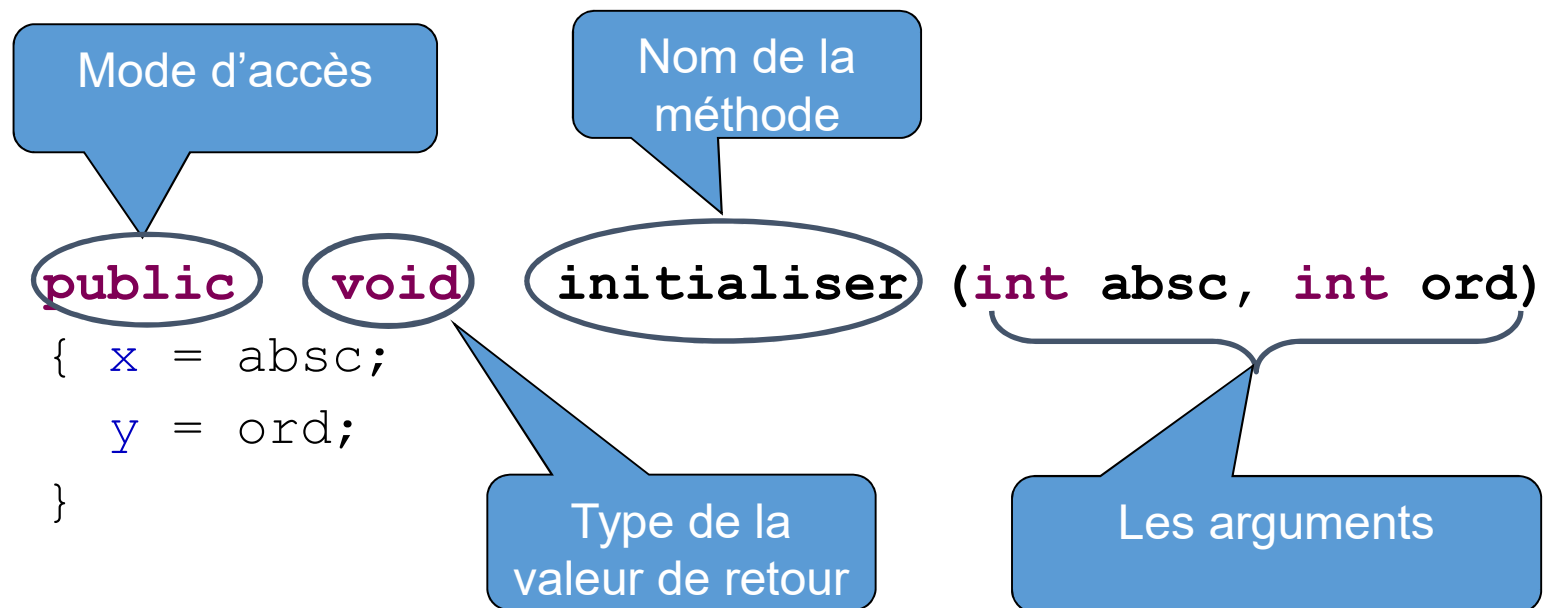 Mode d’accès
Nom de la
méthode
public void initialiser (int absc, int ord)
{ x = absc;
y = ord;
}
Type de la
valeur de retour
Les arguments